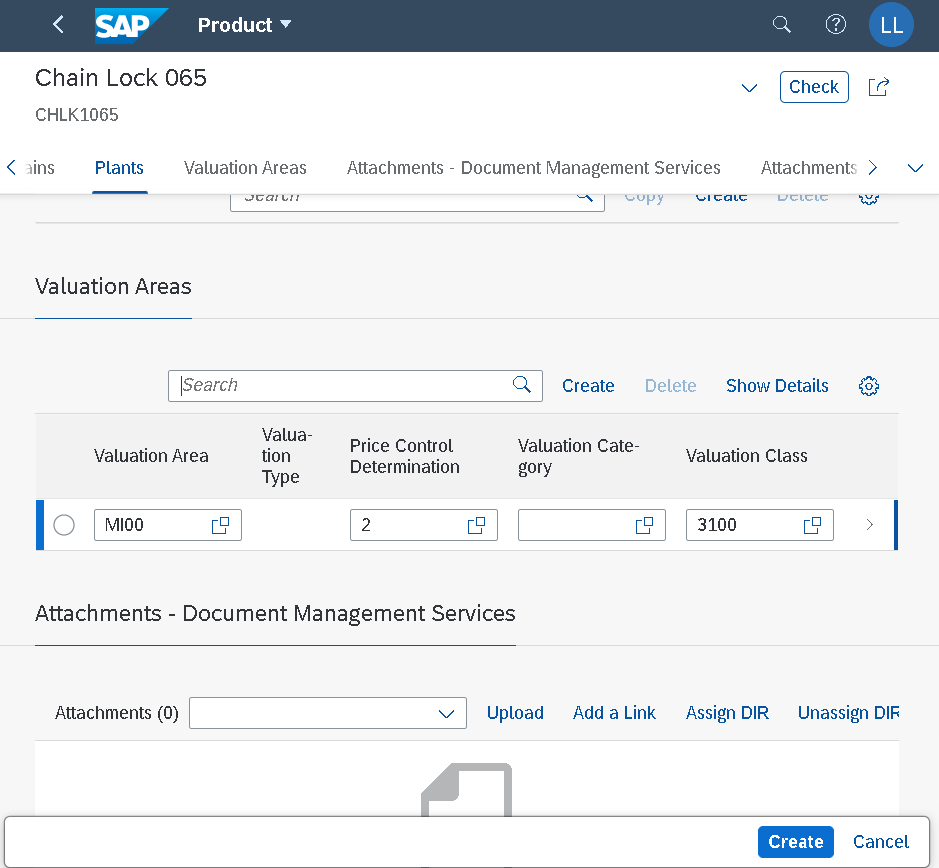 SAP Product LL
Chain Lock 065
Check
CHLK1065
ains Plants Valuation Areas Attachments - Document Management Services Attachments
Search Copy Create Delete
Valuation Areas
Search Create Delete Show Details
Valuation Area
Valua-
tion
Type
Price Control
Determination
Valuation Cate-
gory
Valuation Class
MI00 2 3100
Attachments - Document Management Services
Attachments (0) Upload Add a Link Assign DIR Unassign DIR
Create Cancel